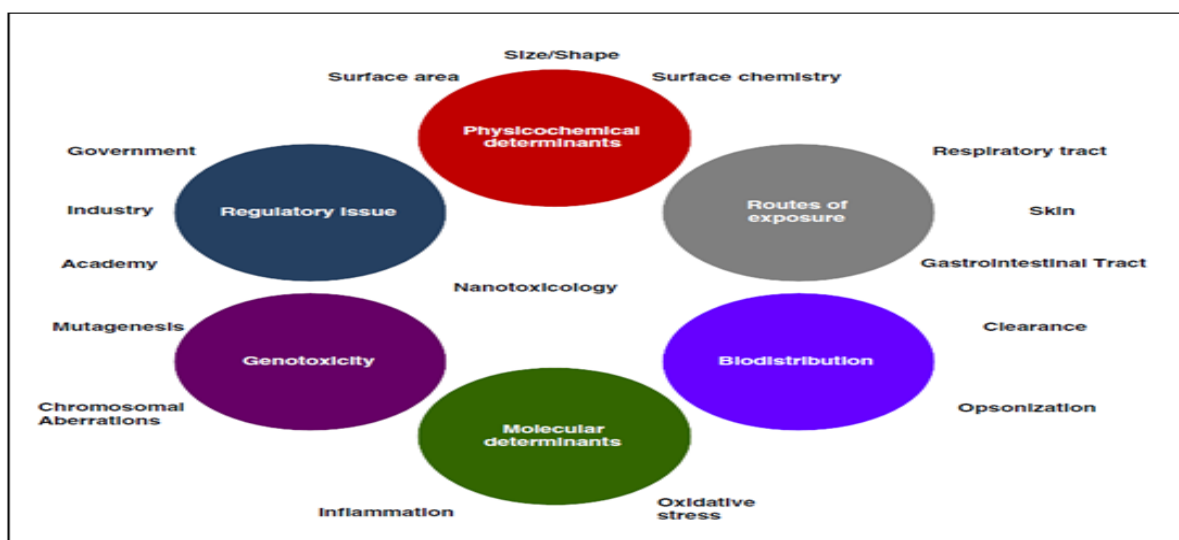 Size/Shape
Surface area
Surface chemistry
Physicochemical
determinants
Government
Respiratory tract
Industry
Regulatory issue
Routes of
exposure
Skin
Academy
Gastrointestinal Tract
Nanotoxicology
Mutagenesis
Clearance
Genotoxicity
Biodistribution
Chromosomal
Aberrations
Opsonization
Molecular
determinants
Inflammation
Oxidative
stress